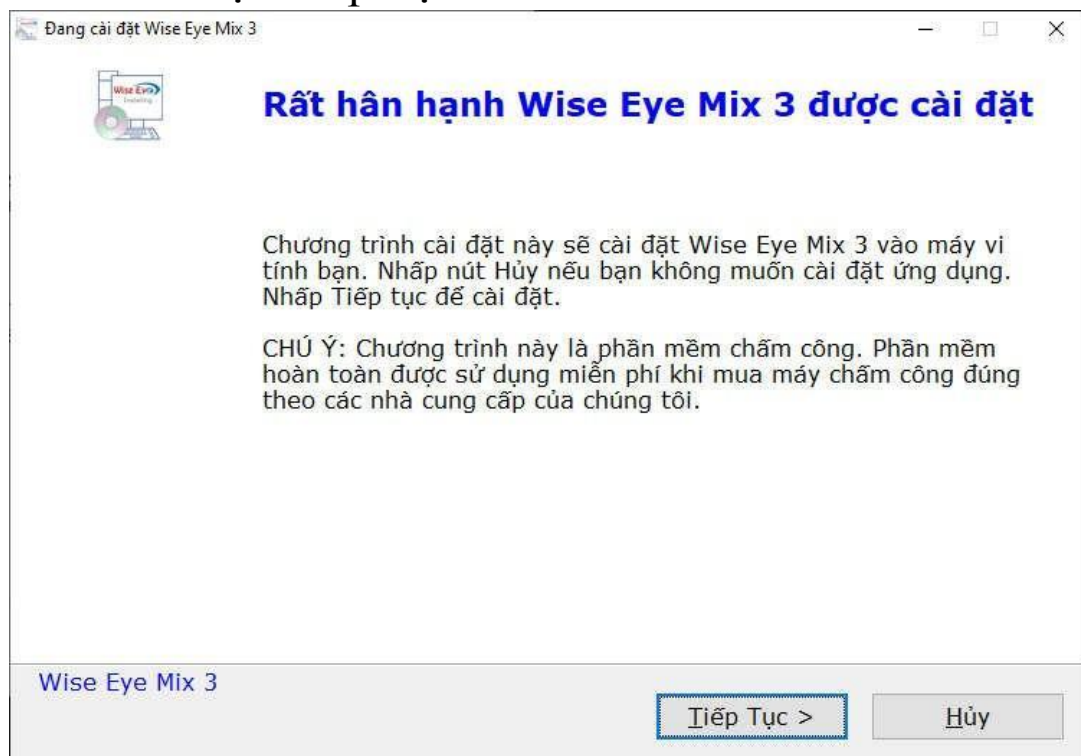 Đang cài đặt Wise Eye Mix 3
Wise Eye
Installing
Rất hân hạnh Wise Eye Mix 3 được cài đặt
Chương trình cài đặt này sẽ cài đặt Wise Eye Mix 3 vào máy vi
tính bạn. Nhấp nút Hủy nếu bạn không muốn cài đặt ứng dụng.
Nhấp Tiếp tục để cài đặt.
CHÚ Ý: Chương trình này là phần mềm chấm công. Phần mềm
hoàn toàn được sử dụng miễn phí khi mua máy chấm công đúng
theo các nhà cung cấp của chúng tôi.
Wise Eye Mix 3
Tiếp Tục >
Hủy